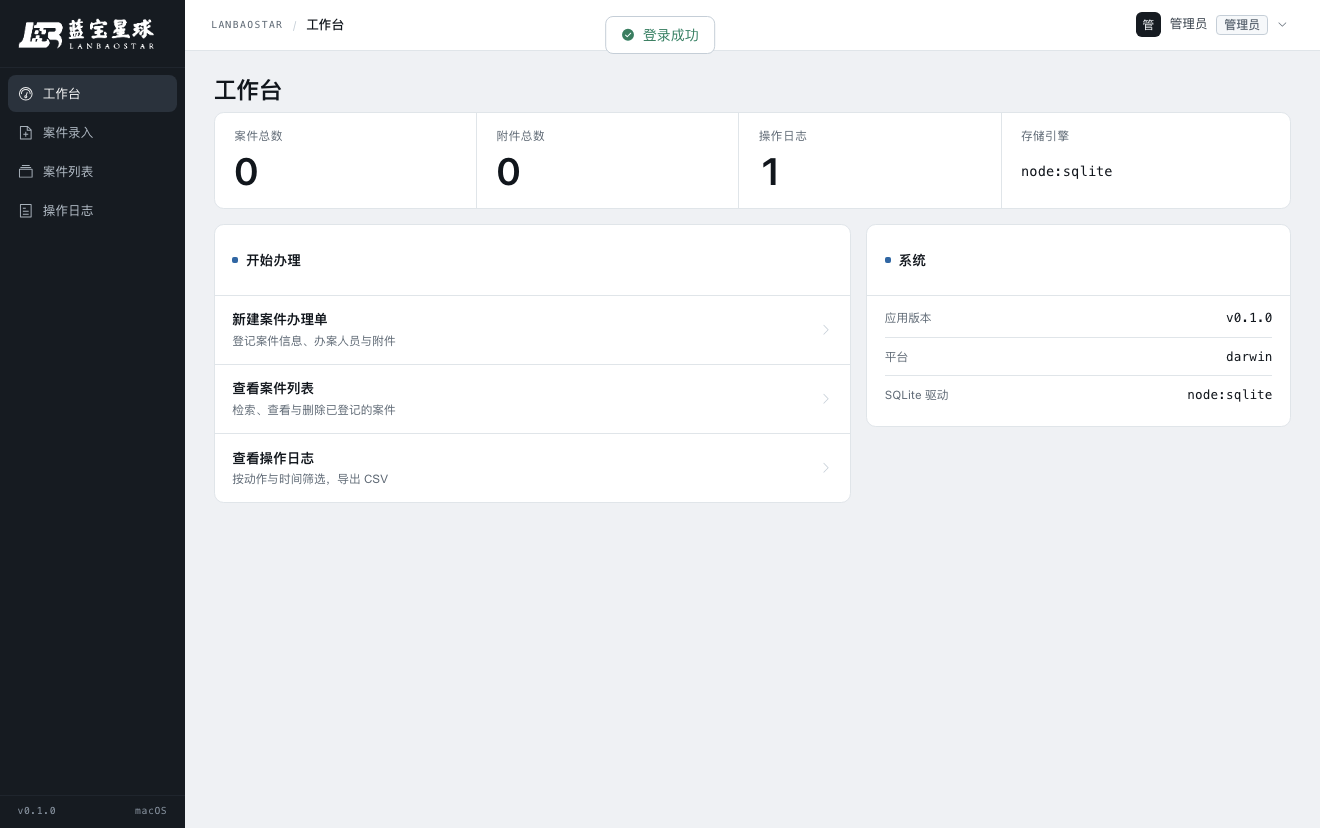 蓝宝星球
LANBAOSTAR
LANBAOSTAR / 工作台
登录成功
管 管理员 管理员
工作台
案件录入
案件列表
操作日志
工作台
案件总数
0
附件总数
0
操作日志
1
存储引擎
node:sqlite
开始办理
新建案件办理单
登记案件信息、办案人员与附件
查看案件列表
检索、查看与删除已登记的案件
查看操作日志
按动作与时间筛选，导出 CSV
系统
应用版本 v0.1.0
平台 darwin
SQLite 驱动 node:sqlite
v0.1.0 macOS